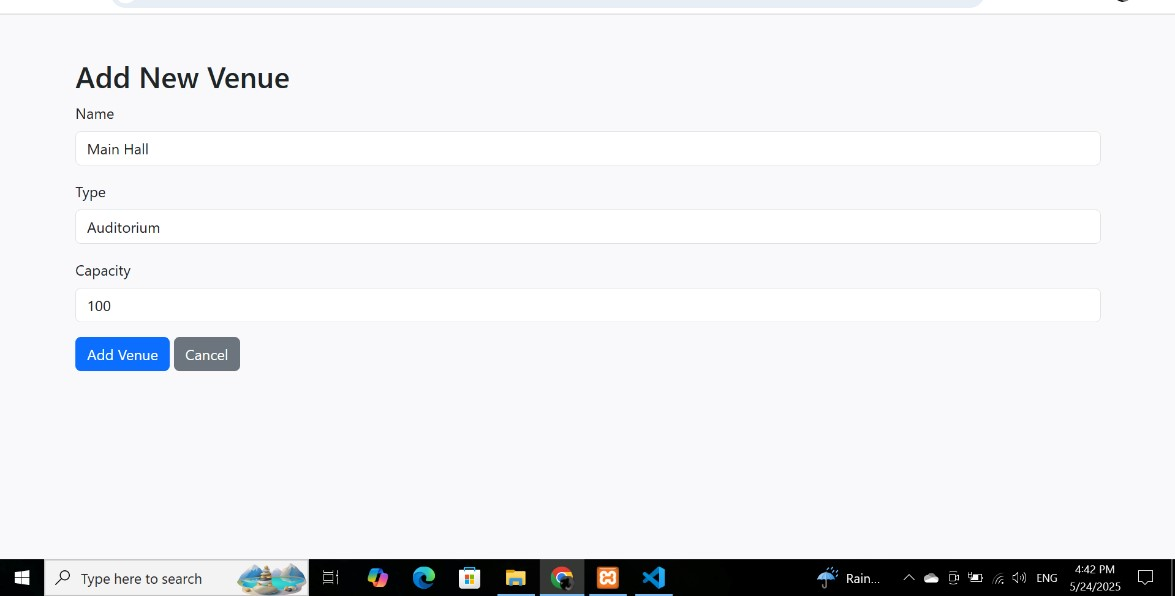 Add New Venue
Name
Main Hall
Type
Auditorium
Capacity
100
Add Venue Cancel
Type here to search
Rain...
ENG
4:42 PM
5/24/2025